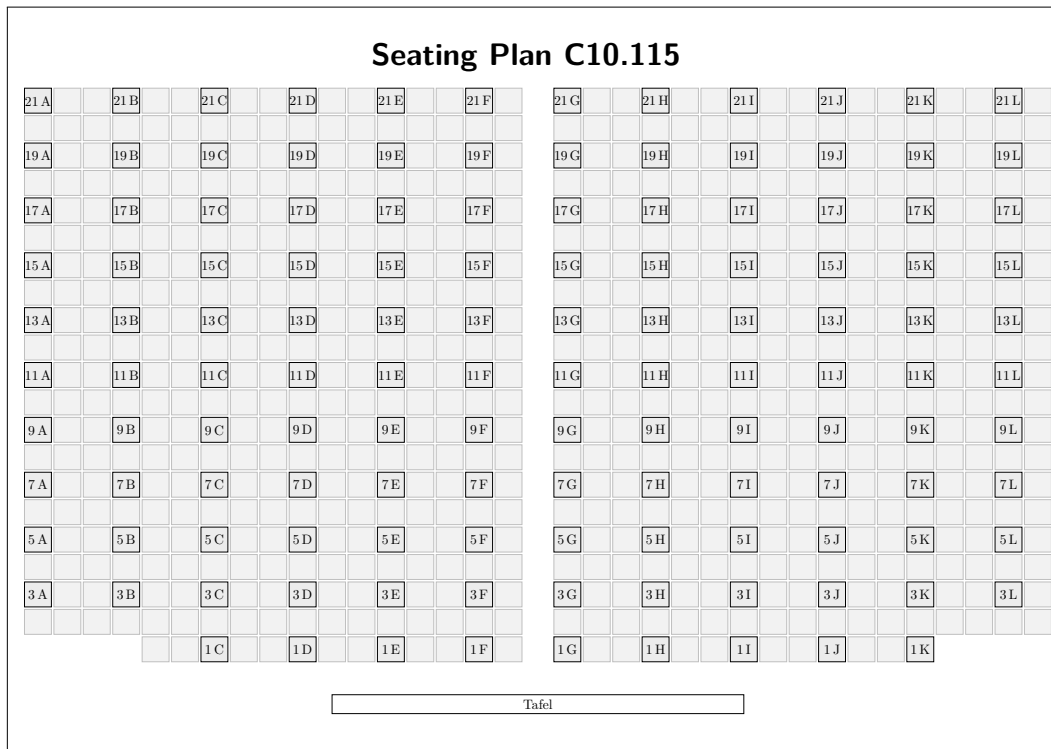 Seating Plan C10.115
21 A 21 B 21 C 21 D 21 E 21 F 21 G 21 H 21 I 21 J 21 K 21 L
19 A 19 B 19 C 19 D 19 E 19 F 19 G 19 H 19 I 19 J 19 K 19 L
17 A 17 B 17 C 17 D 17 E 17 F 17 G 17 H 17 I 17 J 17 K 17 L
15 A 15 B 15 C 15 D 15 E 15 F 15 G 15 H 15 I 15 J 15 K 15 L
13 A 13 B 13 C 13 D 13 E 13 F 13 G 13 H 13 I 13 J 13 K 13 L
11 A 11 B 11 C 11 D 11 E 11 F 11 G 11 H 11 I 11 J 11 K 11 L
9 A 9 B 9 C 9 D 9 E 9 F 9 G 9 H 9 I 9 J 9 K 9 L
7 A 7 B 7 C 7 D 7 E 7 F 7 G 7 H 7 I 7 J 7 K 7 L
5 A 5 B 5 C 5 D 5 E 5 F 5 G 5 H 5 I 5 J 5 K 5 L
3 A 3 B 3 C 3 D 3 E 3 F 3 G 3 H 3 I 3 J 3 K 3 L
1 C 1 D 1 E 1 F 1 G 1 H 1 I 1 J 1 K
Tafel